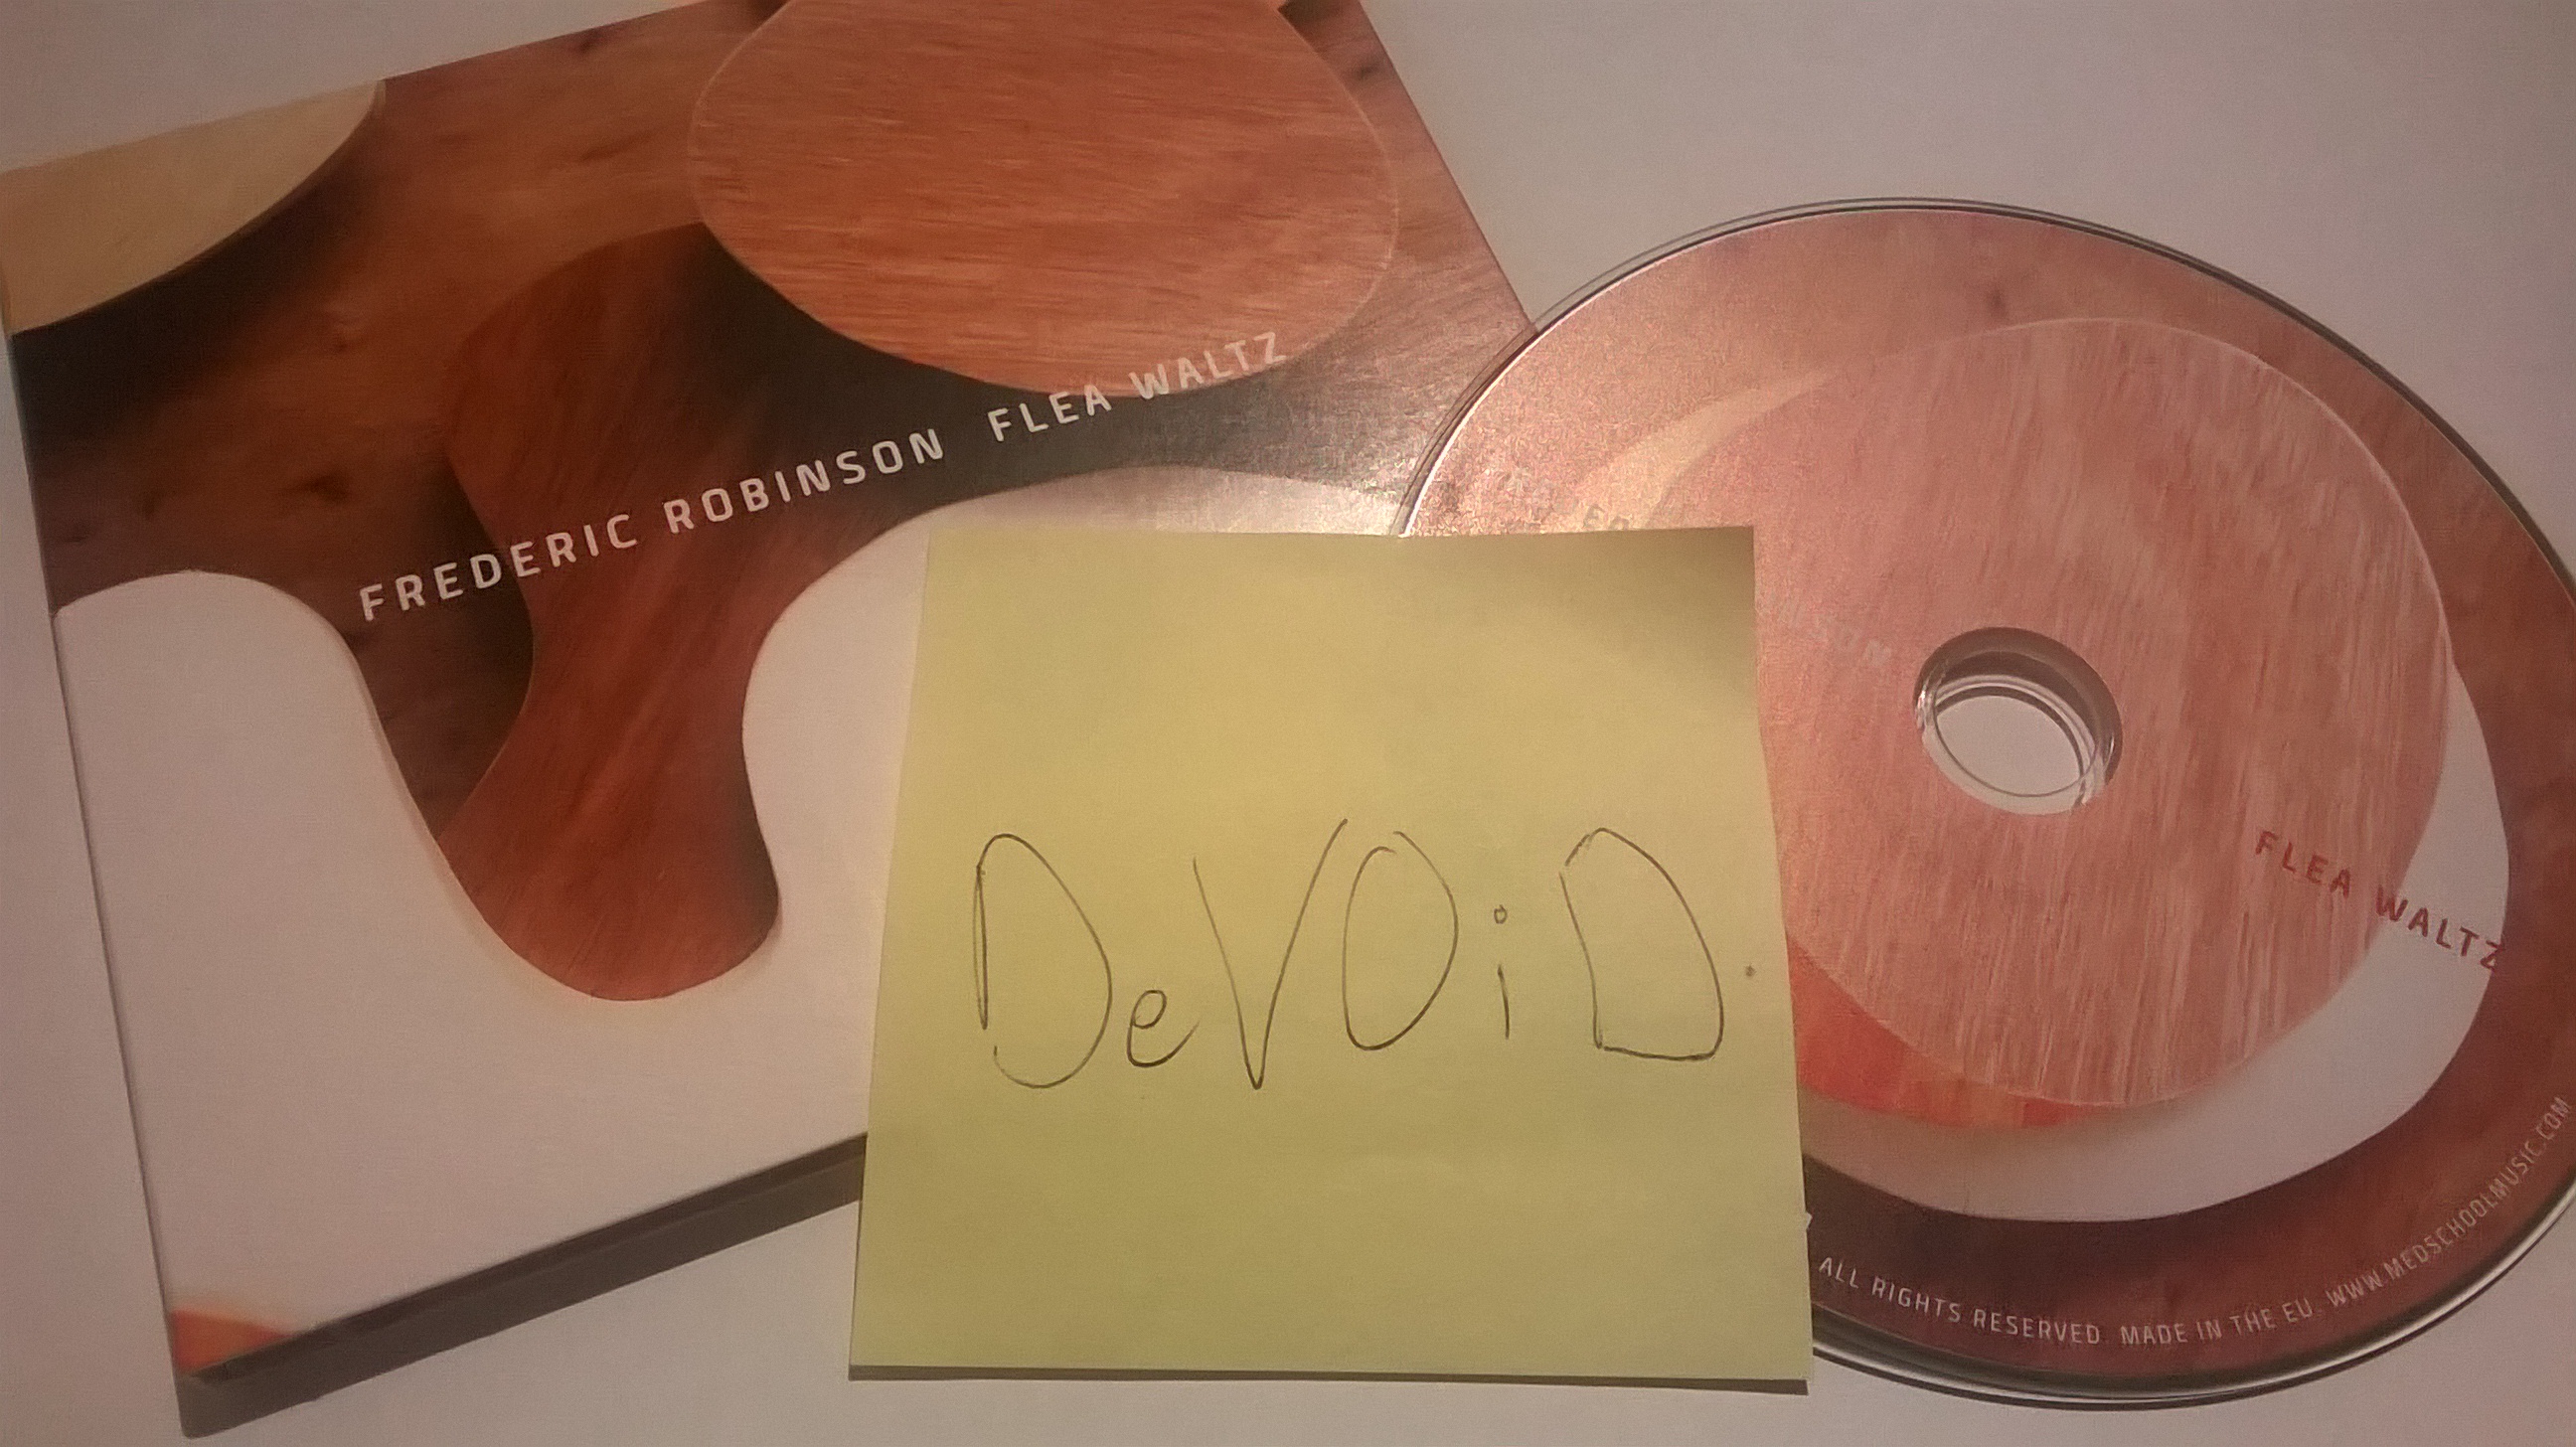 FREDERIC ROBINSON FLEA WALTZ
DeVOiD.
FLEA WALTZ
ALL RIGHTS RESERVED MADE IN THE EU. WWW.MEDSCHOOLMUSIC.COM